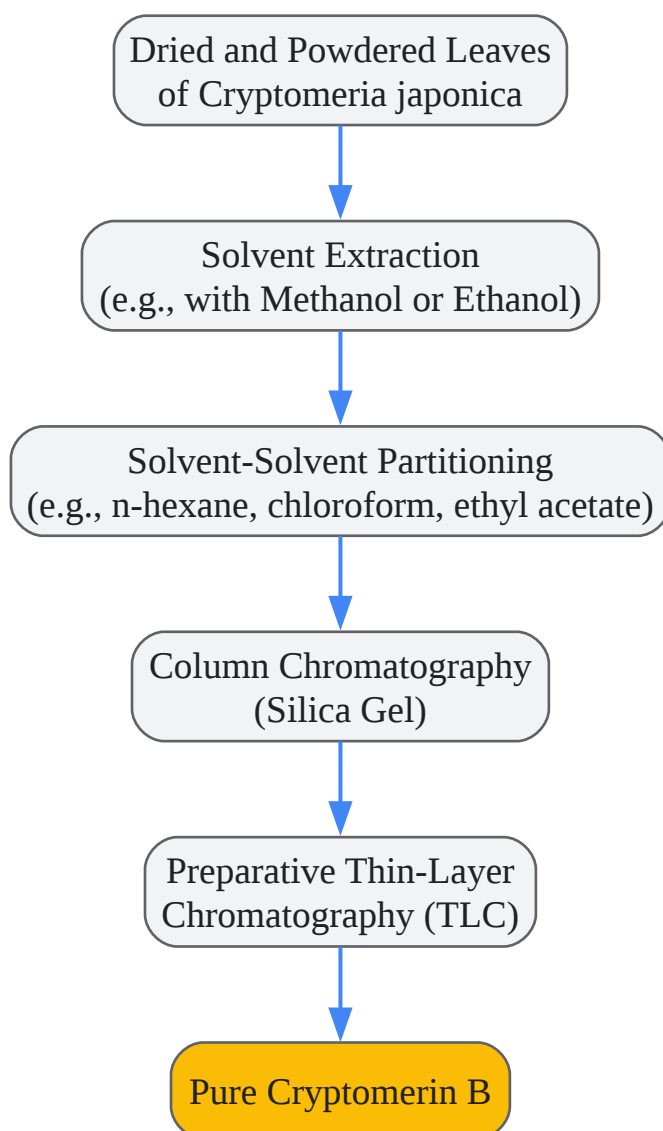 Dried and Powdered Leaves
of Cryptomeria japonica
Solvent Extraction
(e.g., with Methanol or Ethanol)
Solvent-Solvent Partitioning
(e.g., n-hexane, chloroform, ethyl acetate)
Column Chromatography
(Silica Gel)
Preparative Thin-Layer
Chromatography (TLC)
Pure Cryptomerin B